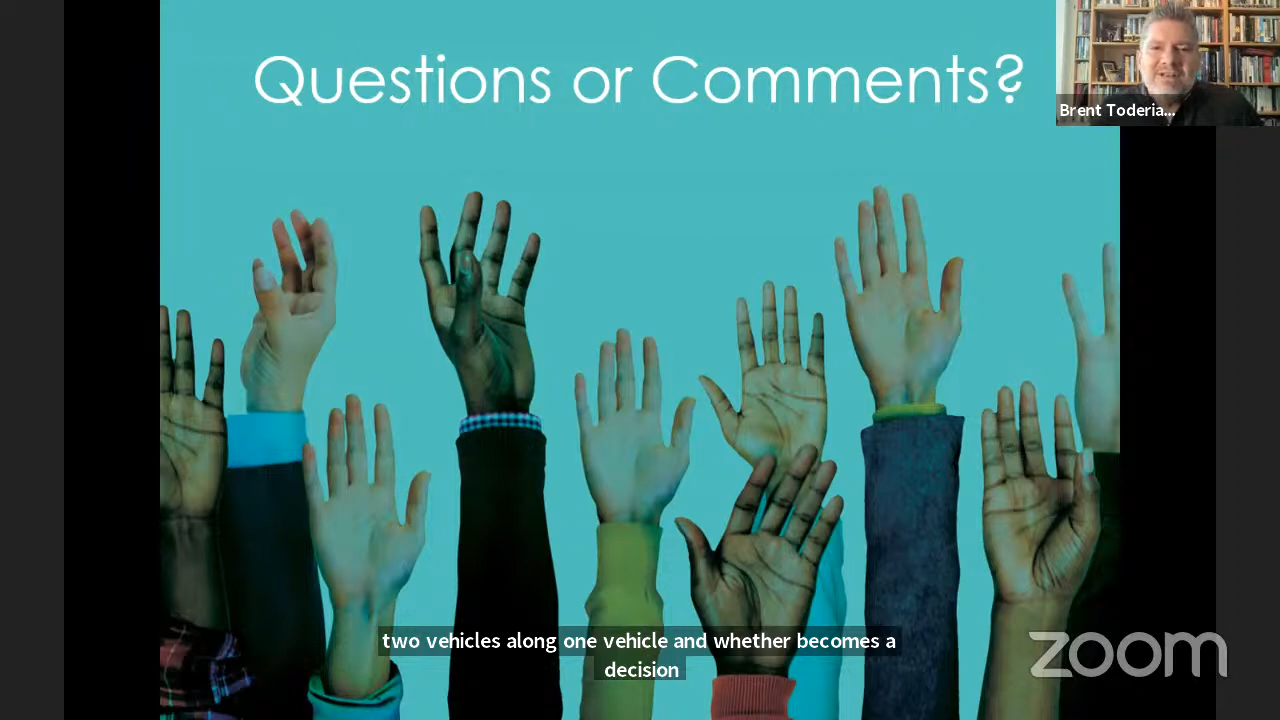 Questions or Comments?
Brent Toderia...
two vehicles along one vehicle and whether becomes a
decision
zoom